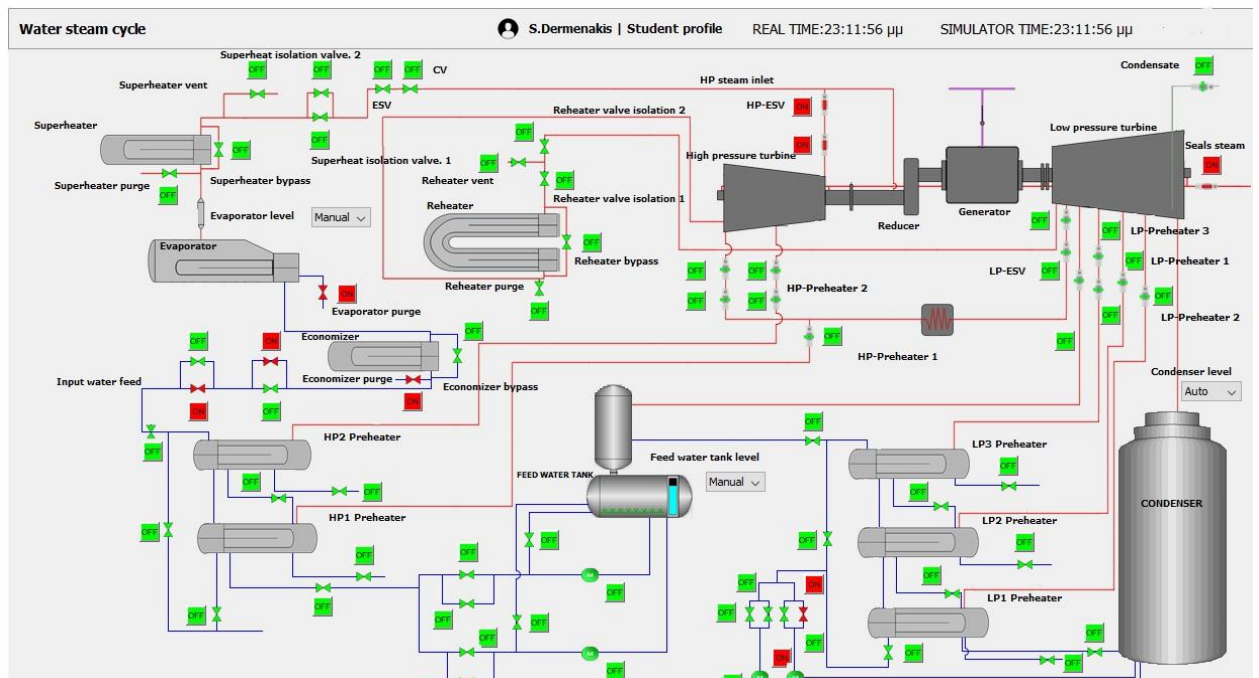 Water steam cycle
S.Dermenakis | Student profile
REAL TIME:23:11:56 μμ
SIMULATOR TIME:23:11:56 μμ
Superheat isolation valve. 2
OFF
OFF
OFF
OFF
CV
Condensate
OFF
Superheater vent
HP steam inlet
ESV
Reheater valve isolation 2
HP-ESV
ON
Superheater
OFF
OFF
Low pressure turbine
OFF
Superheat isolation valve. 1
OFF
High pressure turbine
ON
Seals steam
ON
Superheater purge
Superheater bypass
Reheater vent
OFF
OFF
Reheater valve isolation 1
Evaporator level
Manual
Reheater
Generator
OFF
Reducer
OFF
LP-Preheater 3
Evaporator
OFF
Reheater bypass
OFF
OFF
LP-ESV
OFF
OFF
LP-Preheater 1
Reheater purge
HP-Preheater 2
ON
Evaporator purge
OFF
OFF
OFF
OFF
OFF
LP-Preheater 2
Economizer
OFF
OFF
ON
OFF
HP-Preheater 1
OFF
OFF
Input water feed
Economizer purge
Economizer bypass
Condenser level
Auto
ON
OFF
ON
HP2 Preheater
OFF
OFF
Feed water tank level
LP3 Preheater
OFF
OFF
FEED WATER TANK
Manual
OFF
OFF
HP1 Preheater
OFF
LP2 Preheater
CONDENSER
OFF
OFF
OFF
OFF
OFF
OFF
OFF
OFF
OFF
OFF
OFF
ON
LP1 Preheater
OFF
OFF
OFF
OFF
OFF
OFF
OFF
OFF
OFF
ON
OFF
OFF
OFF